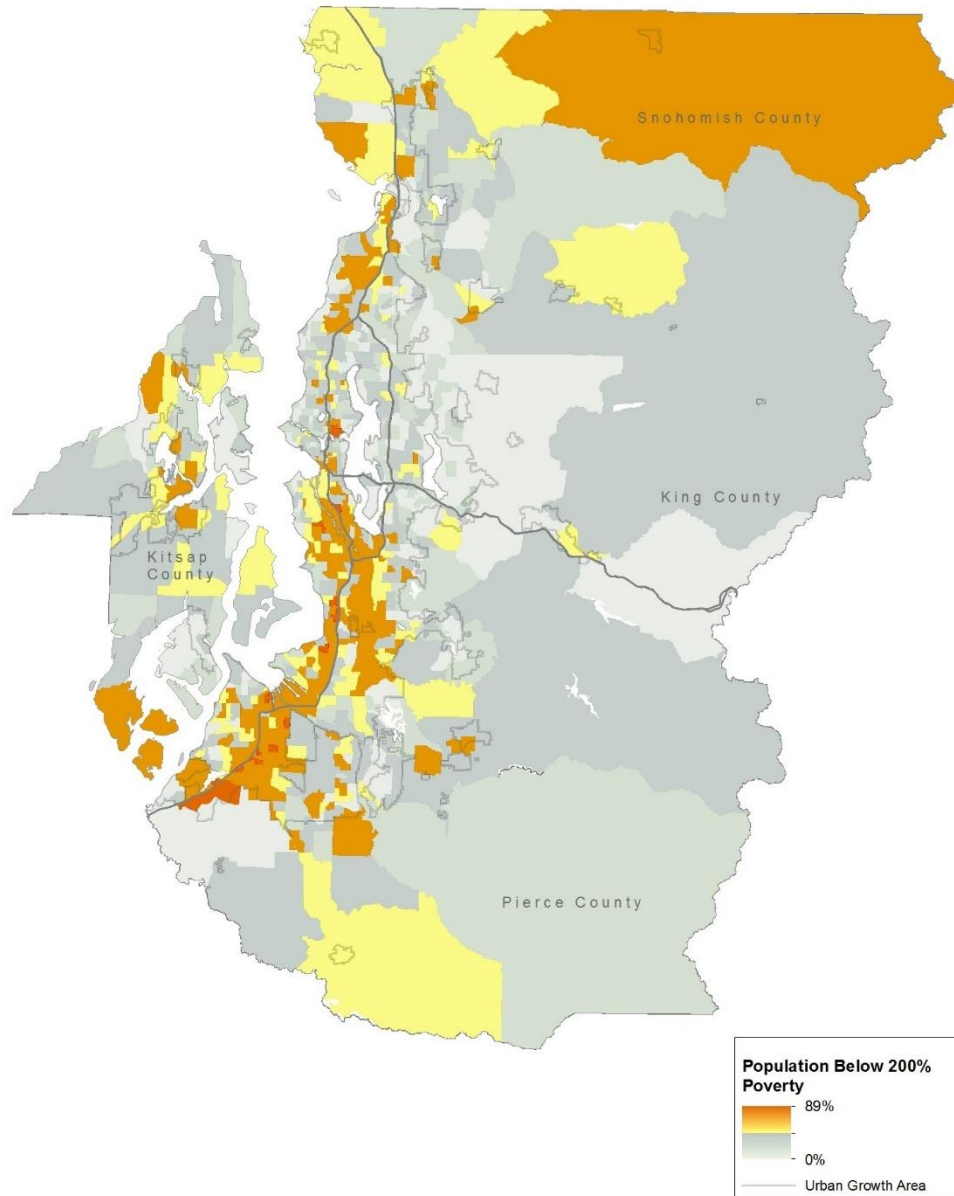 Snohomish County
King County
Kitsap
County
Pierce County
Population Below 200%
Poverty
89%
0%
Urban Growth Area